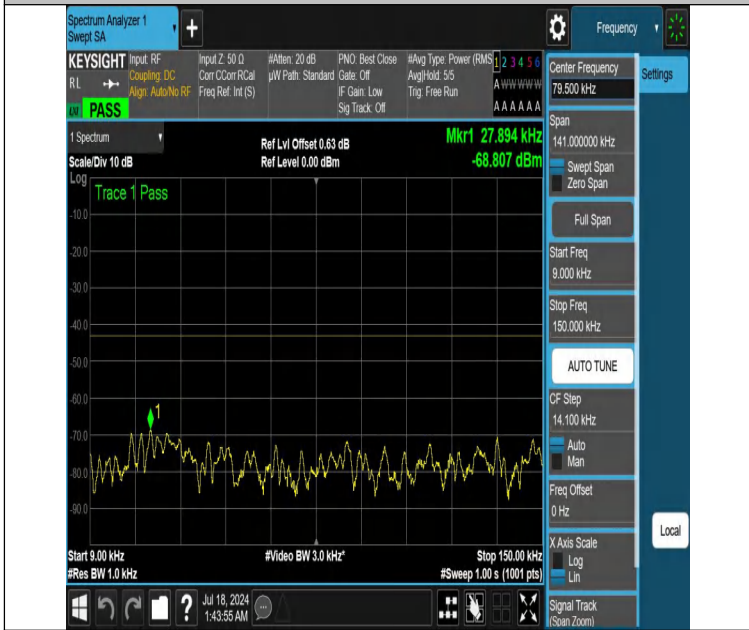 Spectrum Analyzer 1
Swept SA
+
Frequency
KEYSIGHT
RL
LXI
PASS
Input: RF
Coupling: DC
Align: Auto/No RF
Input Z: 50 Ω
Corr CCorr RCal
Freq Ref: Int (S)
#Atten: 20 dB
µW Path: Standard
PNO: Best Close
Gate: Off
IF Gain: Low
Sig Track: Off
#Avg Type: Power (RMS
Avg|Hold: 5/5
Trig: Free Run
1 2 3 4 5 6
A W W W W W
A A A A A A
1 Spectrum
Scale/Div 10 dB
Ref Lvl Offset 0.63 dB
Ref Level 0.00 dBm
Mkr1 27.894 kHz
-68.807 dBm
Log
Trace 1 Pass
-10.0
-20.0
-30.0
-40.0
-50.0
-60.0
-70.0
-80.0
-90.0
1
Start 9.00 kHz
#Res BW 1.0 kHz
#Video BW 3.0 kHz*
Stop 150.00 kHz
#Sweep 1.00 s (1001 pts)
Center Frequency
79.500 kHz
Settings
Span
141.000000 kHz
Swept Span
Zero Span
Full Span
Start Freq
9.000 kHz
Stop Freq
150.000 kHz
AUTO TUNE
CF Step
14.100 kHz
Auto
Man
Freq Offset
0 Hz
Local
X Axis Scale
Log
Lin
Signal Track
(Span Zoom)
?
Jul 18, 2024
1:43:55 AM